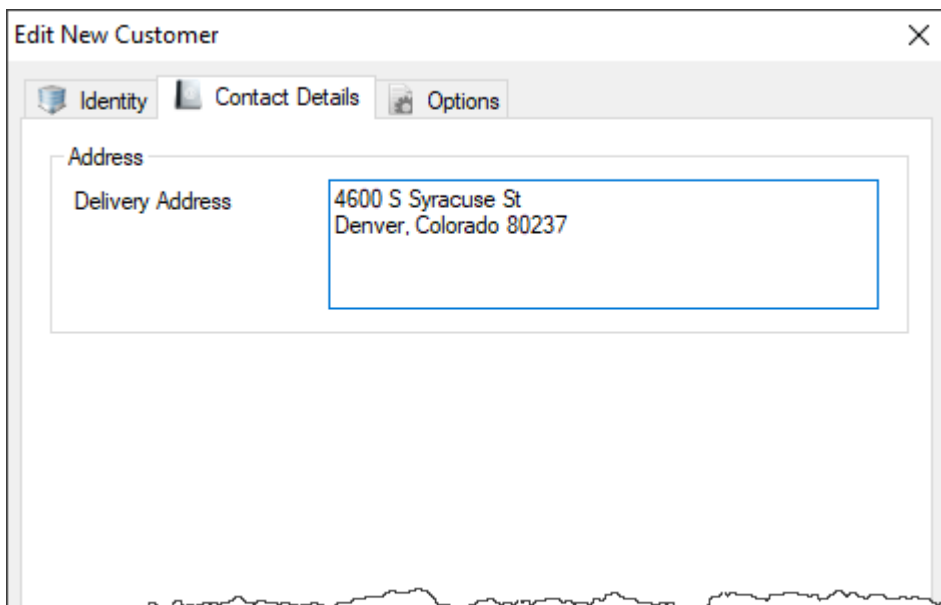 Edit New Customer
Identity
Contact Details
Options
Address
Delivery Address
4600 S Syracuse St
Denver, Colorado 80237